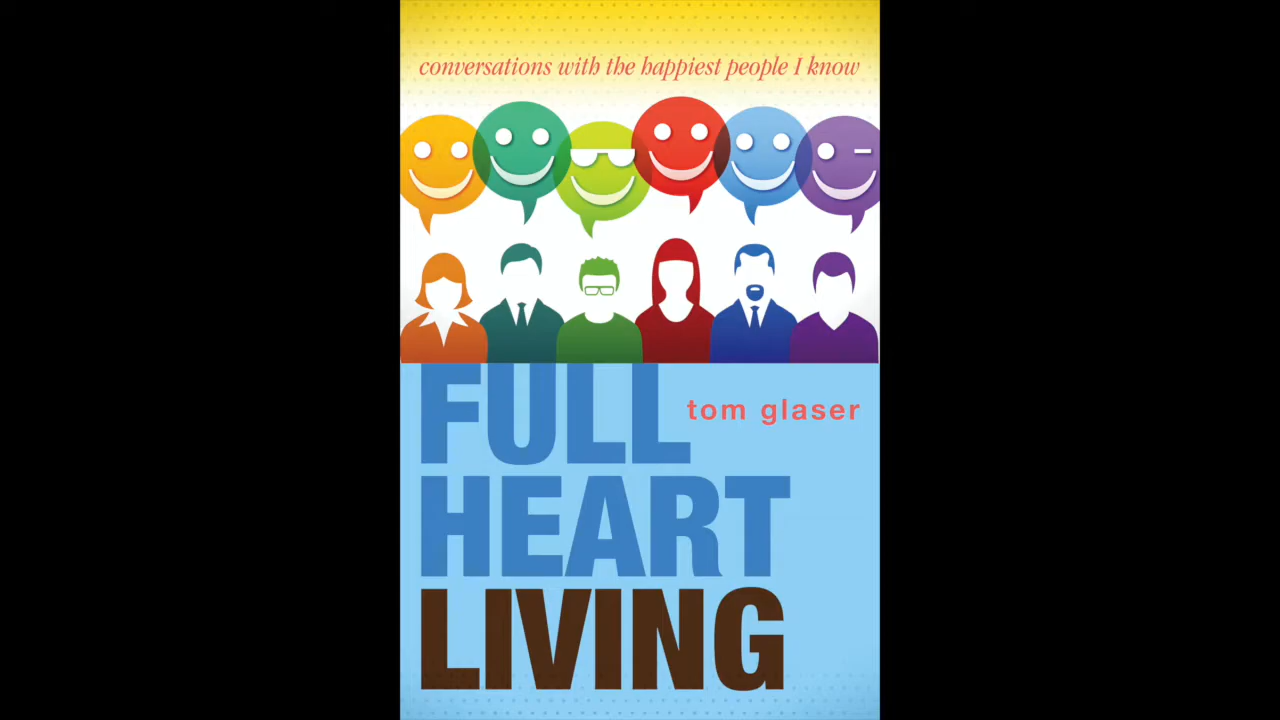 conversations with the happiest people I know
tom glaser
FULL
HEART
LIVING